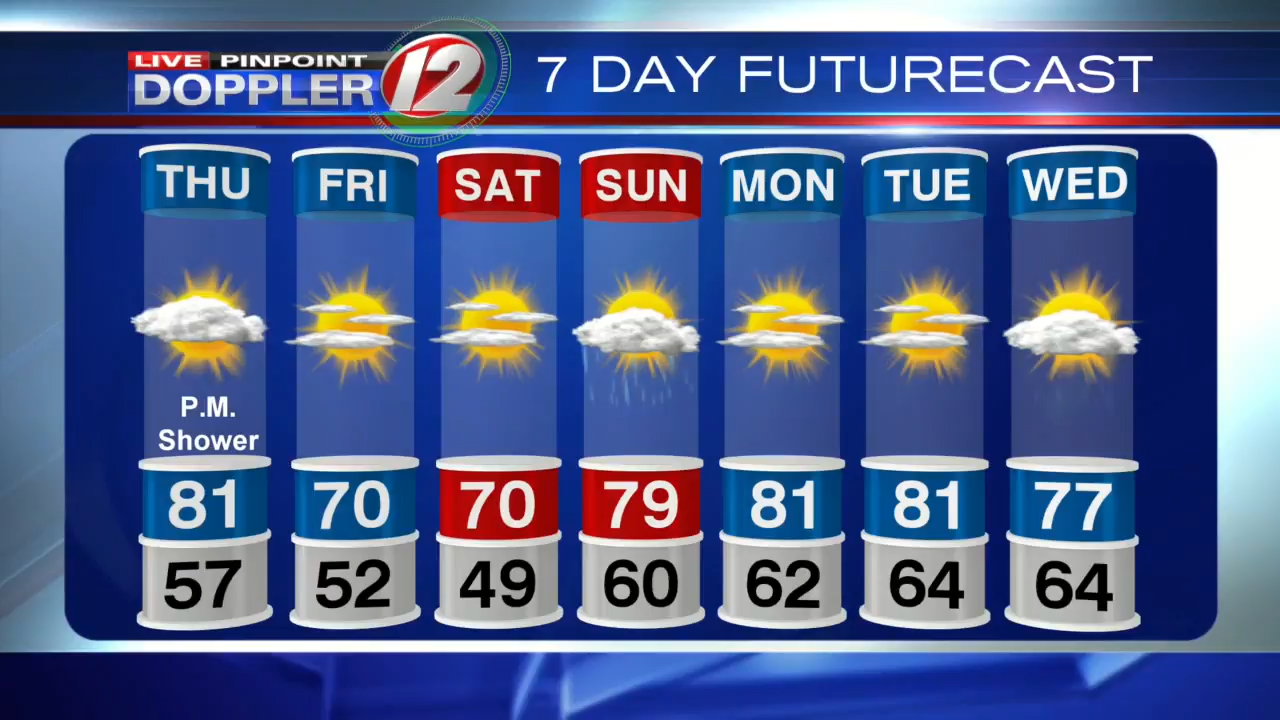 LIVE PINPOINT
DOPPLER 12
7 DAY FUTURECAST
THU FRI SAT SUN MON TUE WED
P.M.
Shower
81 70 70 79 81 81 77
57 52 49 60 62 64 64